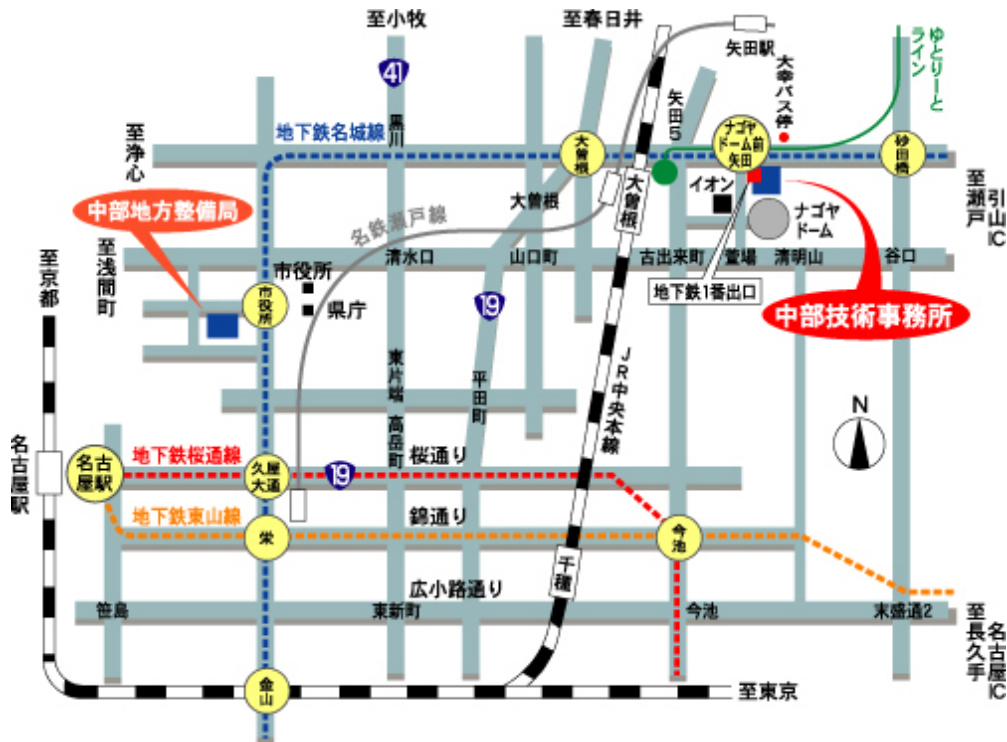 至小牧
至春日井
矢田駅
ゆとりーと
ライン
大幸バス停
41
黒川
矢田5
地下鉄名城線
大曽根
ナゴヤ
ドーム前
矢田
砂田橋
至浄心
大曽根
大曽根
イオン
至瀬戸
引山IC
中部地方整備局
名鉄瀬戸線
ナゴヤ
ドーム
至京都
至浅間町
市役所
清水口
山口町
古出来町
萱場
清明山
谷口
市役所
県庁
19
地下鉄1番出口
中部技術事務所
東片端
平田町
JR中央本線
N
高岳町
名古屋駅
名古
屋駅
地下鉄桜通線
久屋
大通
19
桜通り
地下鉄東山線
栄
錦通り
今池
千種
広小路通り
笹島
東新町
今池
末盛通2
至長久手
名古屋IC
金山
至東京